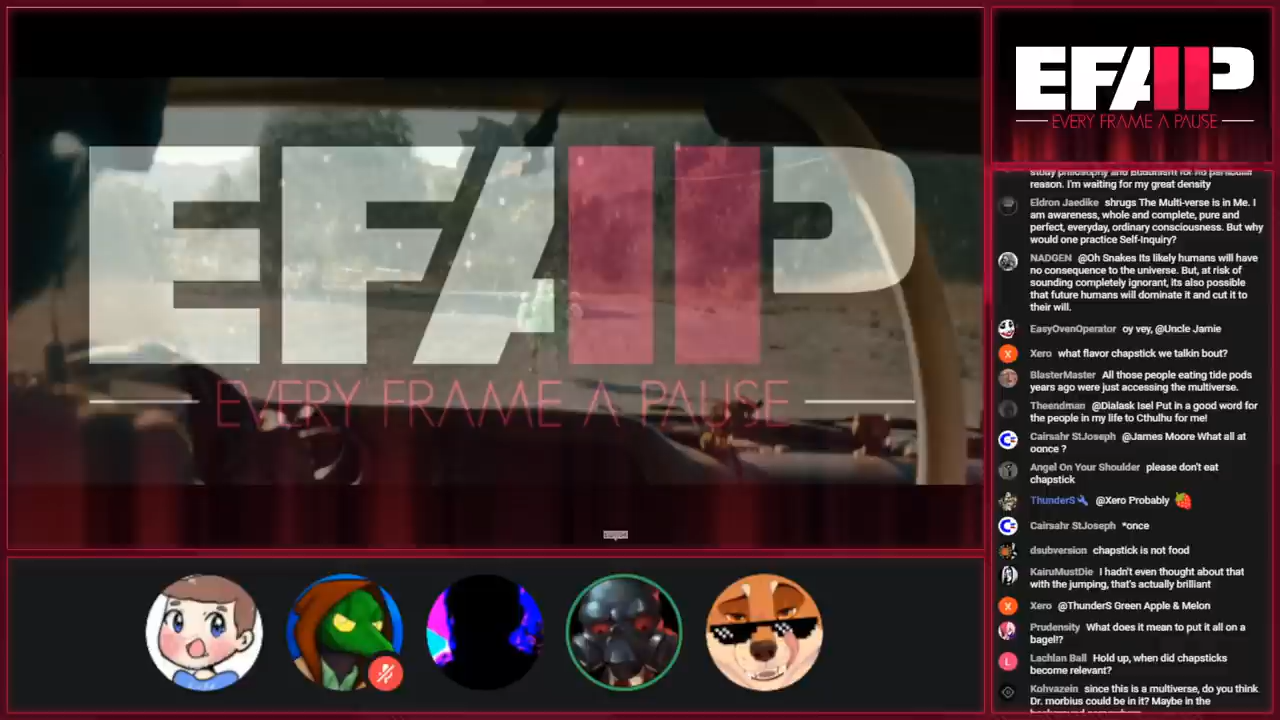 EFAP
EVERY FRAME A PAUSE
EFAP
EVERY FRAME A PAUSE
study philosophy and Buddhism for no particular
reason. I'm waiting for my great density
Eldron Jaedike shrugs The Multi-verse is in Me. I
am awareness, whole and complete, pure and
perfect, everyday, ordinary consciousness. But why
would one practice Self-Inquiry?
NADGEN @Oh Snakes Its likely humans will have
no consequence to the universe. But, at risk of
sounding completely ignorant, its also possible
that future humans will dominate it and cut it to
their will.
EasyOvenOperator oy vey, @Uncle Jamie
X Xero what flavor chapstick we talkin bout?
BlasterMaster All those people eating tide pods
years ago were just accessing the multiverse.
Theendman @Dialask Isel Put in a good word for
the people in my life to Cthulhu for me!
Cairsahr StJoseph @James Moore What all at
oonce ?
Angel On Your Shoulder please don't eat
chapstick
ThunderS @Xero Probably
Cairsahr StJoseph *once
dsubversion chapstick is not food
KairuMustDie I hadn't even thought about that
with the jumping, that's actually brilliant
X Xero @ThunderS Green Apple & Melon
Prudensity What does it mean to put it all on a
bagel!?
L Lachlan Ball Hold up, when did chapsticks
become relevant?
Kohvazein since this is a multiverse, do you think
Dr. morbius could be in it? Maybe in the